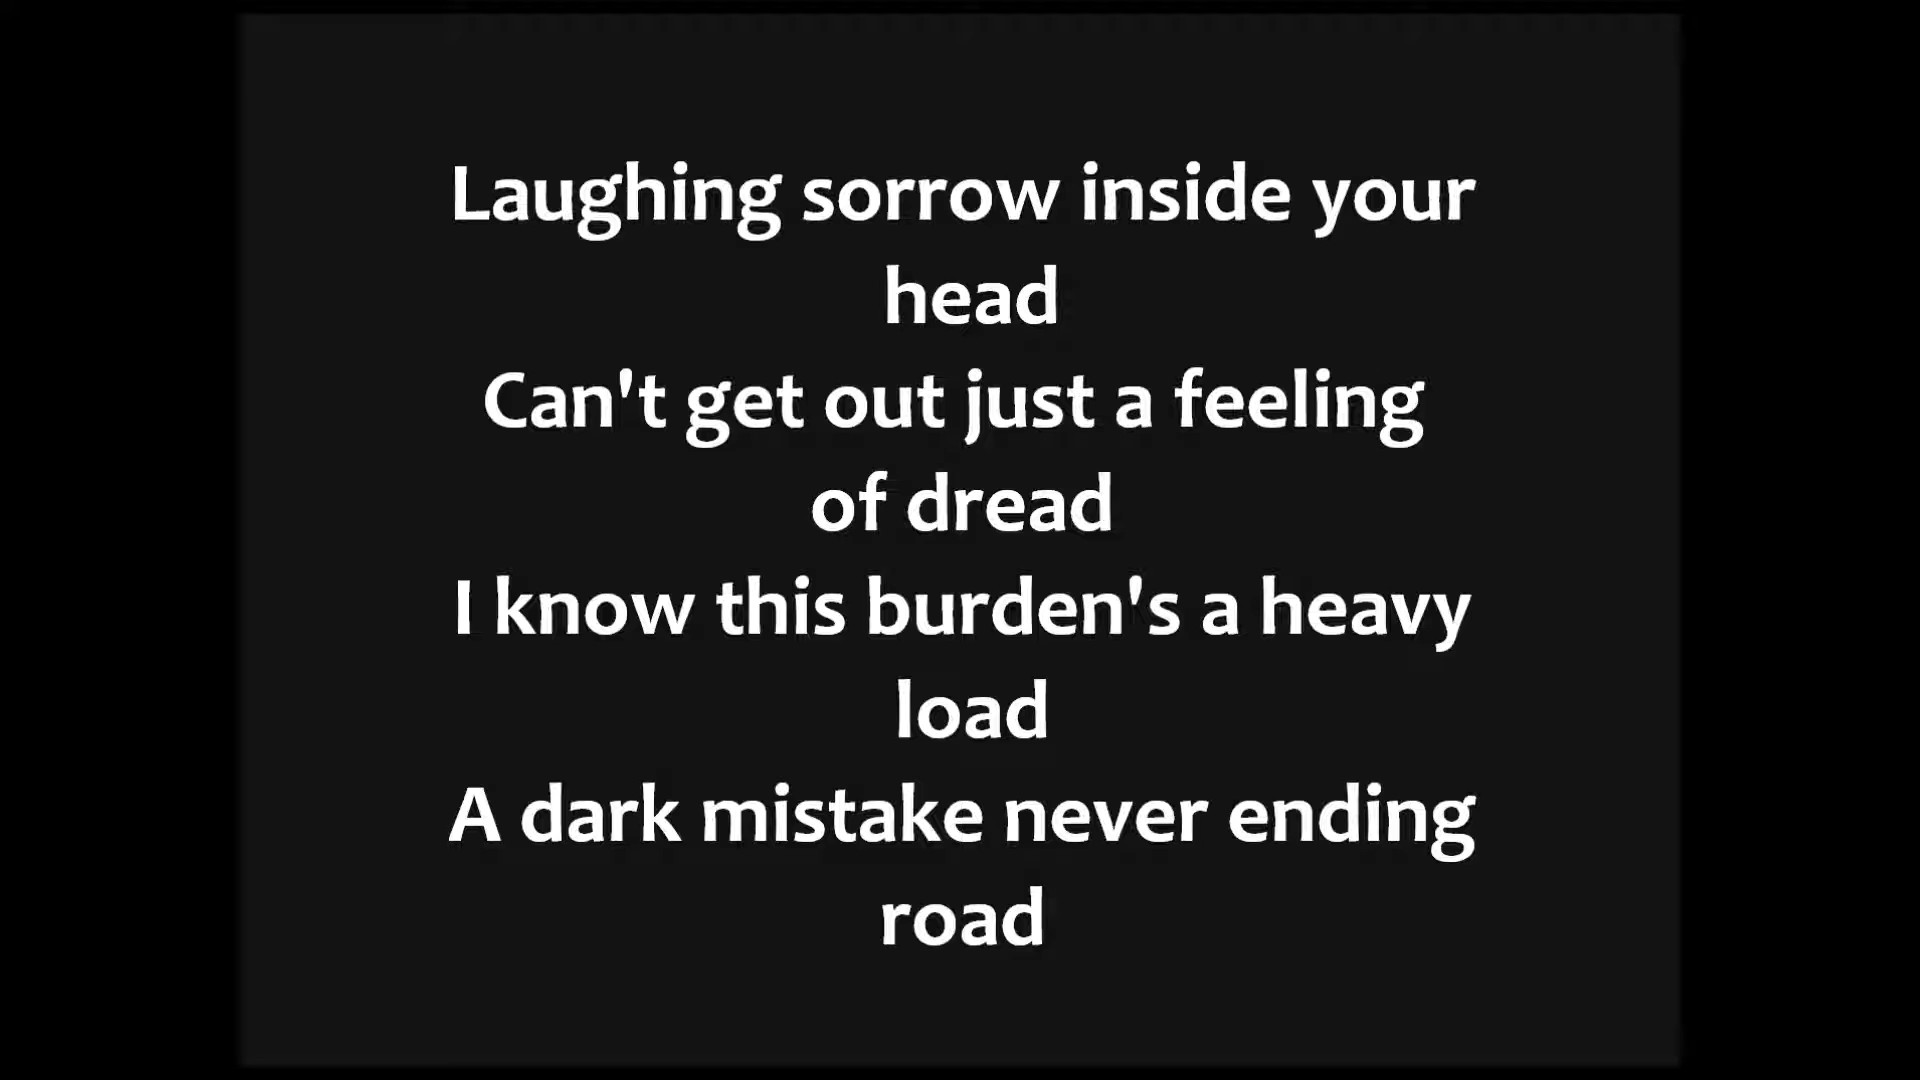 Laughing sorrow inside your
head
Can't get out just a feeling
of dread
I know this burden's a heavy
load
A dark mistake never ending
road